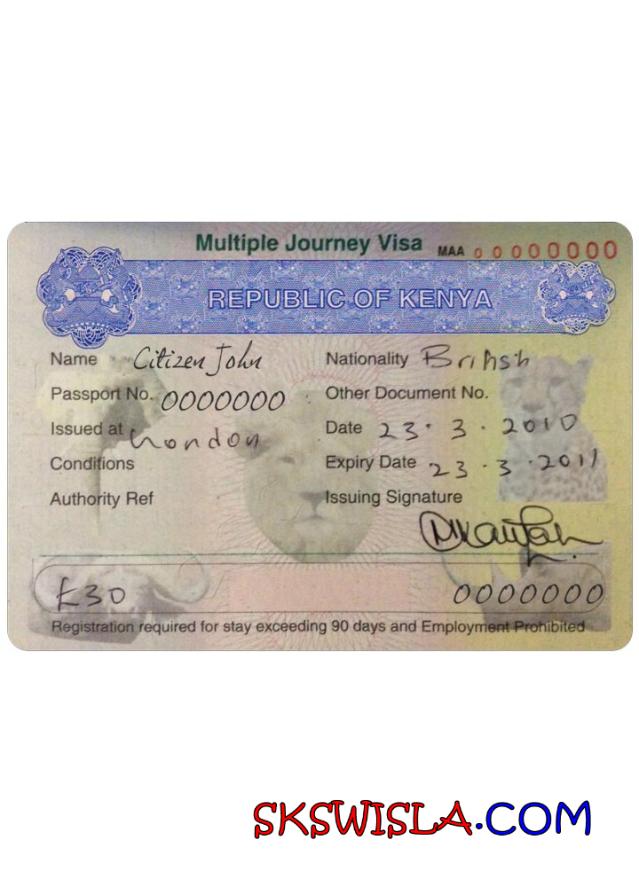 Multiple Journey Visa MAA 0 0 000000
REPUBLIC OF KENYA
Name Citizen John Nationality British
Passport No. 0000000 Other Document No.
Issued at London Date 23.3.2010
Conditions Expiry Date 23.3.2011
Authority Ref Issuing Signature
£30 0000000
Registration required for stay exceeding 90 days and Employment Prohibited
SKSWISLA.COM